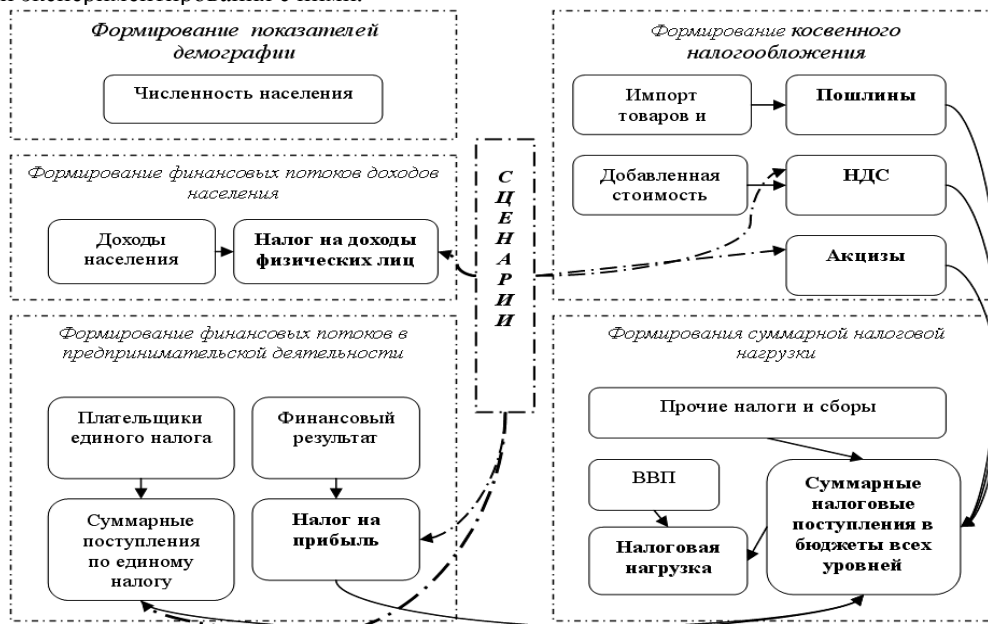 Формирование показателей
демографии
Численность населения
Формирование финансовых потоков доходов
населения
Доходы
населения
Налог на доходы
физических лиц
Формирование финансовых потоков в
предпринимательской деятельности
Плательщики
единого налога
Финансовый
результат
Суммарные
поступления
по единому
налогу
Налог на
прибыль
С
Ц
Е
Н
А
Р
И
И
Формирование косвенного
налогообложения
Импорт
товаров и
Пошлины
Добавленная
стоимость
НДС
Акцизы
Формирования суммарной налоговой
нагрузки
Прочие налоги и сборы
ВВП
Налоговая
нагрузка
Суммарные
налоговые
поступления в
бюджеты всех
уровней